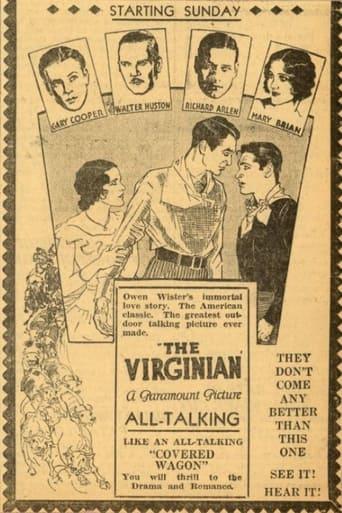 STARTING SUNDAY
GARY COOPER
WALTER HUSTON
RICHARD ARLEN
MARY BRIAN
Owen Wister's immortal
love story. The American
classic. The greatest out-
door talking picture ever
made.
"THE
VIRGINIAN"
A Paramount Picture
ALL-TALKING
LIKE AN ALL-TALKING
"COVERED
WAGON"
You will thrill to the
Drama and Romance.
THEY
DON'T
COME
ANY
BETTER
THAN
THIS
ONE
SEE IT!
HEAR IT!